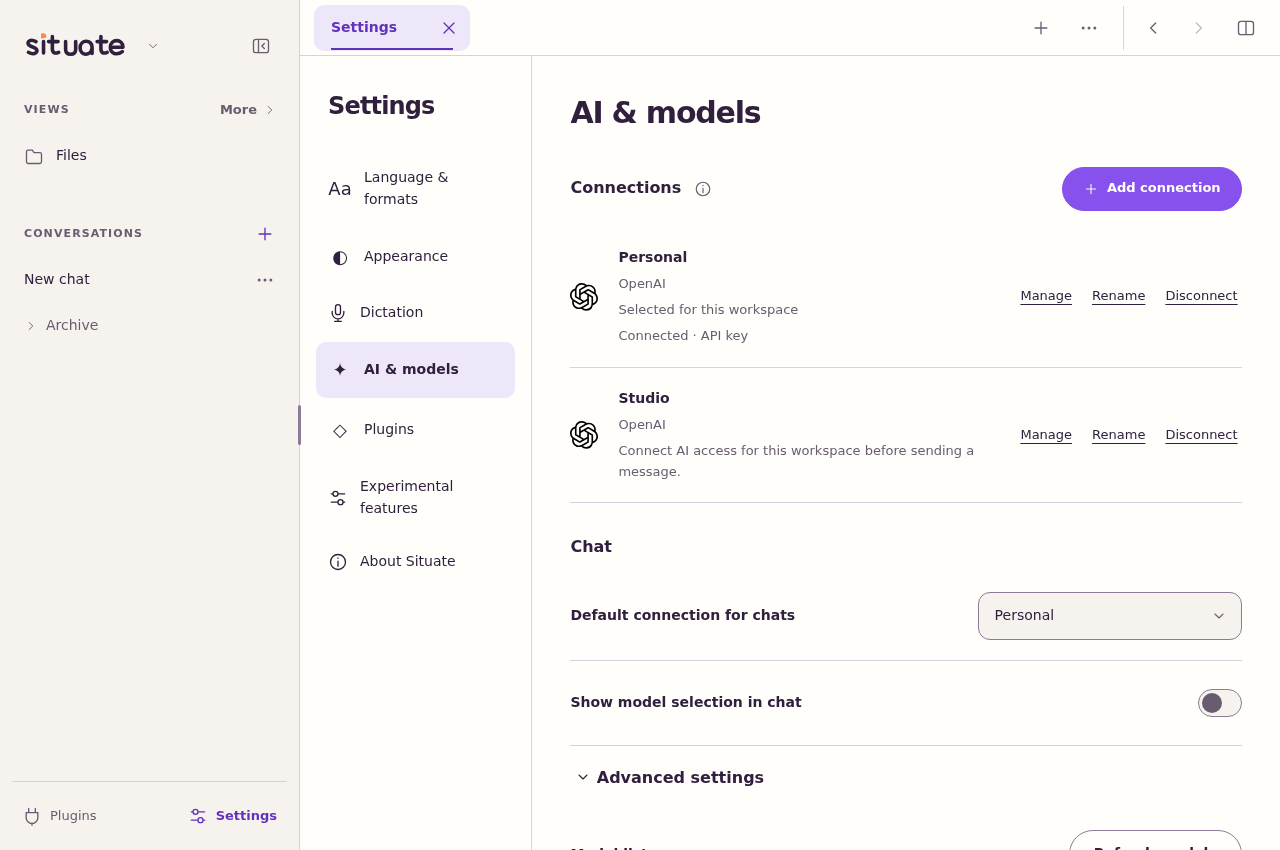 situate
VIEWS
More
Files
CONVERSATIONS
New chat
Archive
Plugins
Settings
Settings
Settings
Aa
Language &
formats
Appearance
Dictation
AI & models
Plugins
Experimental
features
About Situate
AI & models
Connections
Add connection
Personal
OpenAI
Selected for this workspace
Connected · API key
Manage
Rename
Disconnect
Studio
OpenAI
Connect AI access for this workspace before sending a
message.
Manage
Rename
Disconnect
Chat
Default connection for chats
Personal
Show model selection in chat
Advanced settings